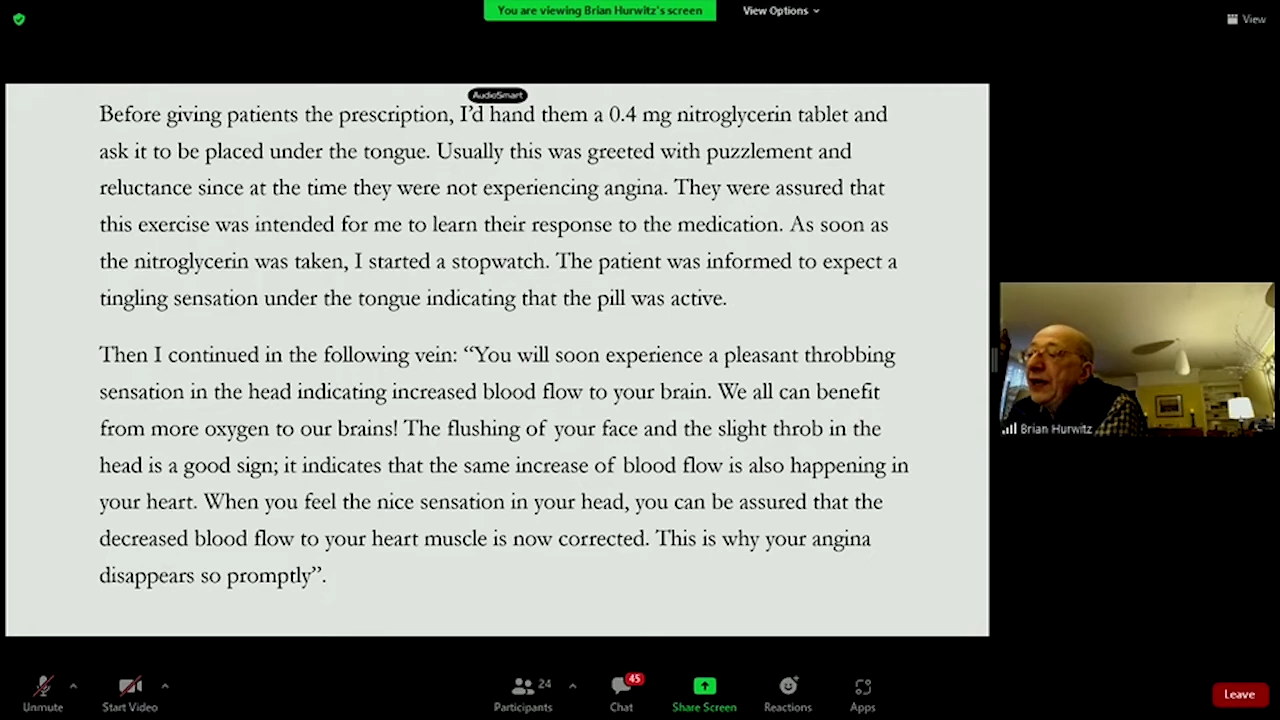 You are viewing Brian Hurwitz's screen
View Options
View
AudioSmart
Before giving patients the prescription, I'd hand them a 0.4 mg nitroglycerin tablet and
ask it to be placed under the tongue. Usually this was greeted with puzzlement and
reluctance since at the time they were not experiencing angina. They were assured that
this exercise was intended for me to learn their response to the medication. As soon as
the nitroglycerin was taken, I started a stopwatch. The patient was informed to expect a
tingling sensation under the tongue indicating that the pill was active.
Then I continued in the following vein: “You will soon experience a pleasant throbbing
sensation in the head indicating increased blood flow to your brain. We all can benefit
from more oxygen to our brains! The flushing of your face and the slight throb in the
head is a good sign; it indicates that the same increase of blood flow is also happening in
your heart. When you feel the nice sensation in your head, you can be assured that the
decreased blood flow to your heart muscle is now corrected. This is why your angina
disappears so promptly”.
Brian Hurwitz
Unmute
Start Video
24
Participants
45
Chat
Share Screen
Reactions
Apps
Leave